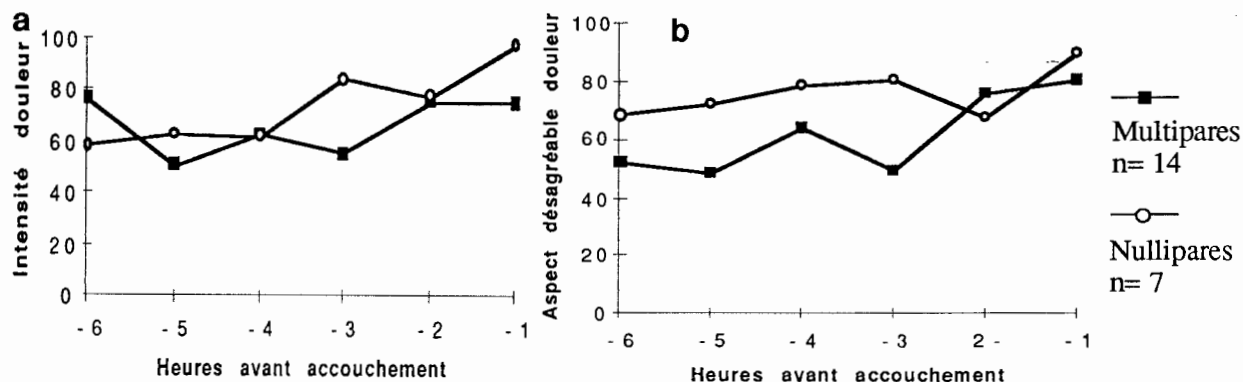 a
Intensité douleur
100
80
60
40
20
0
- 6 - 5 - 4 - 3 - 2 - 1
Heures avant accouchement
b
Aspect désagréable douleur
100
80
60
40
20
0
- 6 - 5 - 4 - 3 2 - - 1
Heures avant accouchement
Multipares
n= 14
Nullipares
n= 7